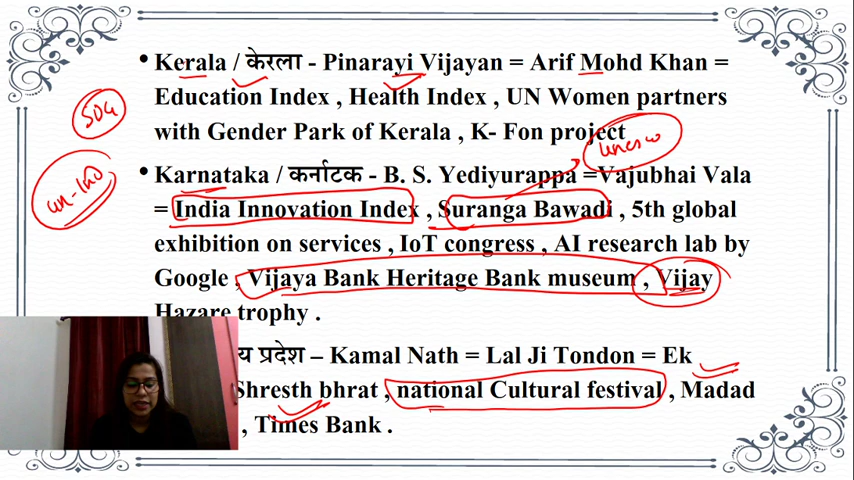 • Kerala / केरला - Pinarayi Vijayan = Arif Mohd Khan =
Education Index , Health Index , UN Women partners
with Gender Park of Kerala , K- Fon project
SDG
unesco
• Karnataka / कर्नाटक - B. S. Yediyurappa =Vajubhai Vala
= India Innovation Index , Suranga Bawadi , 5th global
exhibition on services , IoT congress , AI research lab by
Google , Vijaya Bank Heritage Bank museum , Vijay
Hazare trophy .
य प्रदेश – Kamal Nath = Lal Ji Tondon = Ek
Shresth bhrat , national Cultural festival , Madad
, Times Bank .